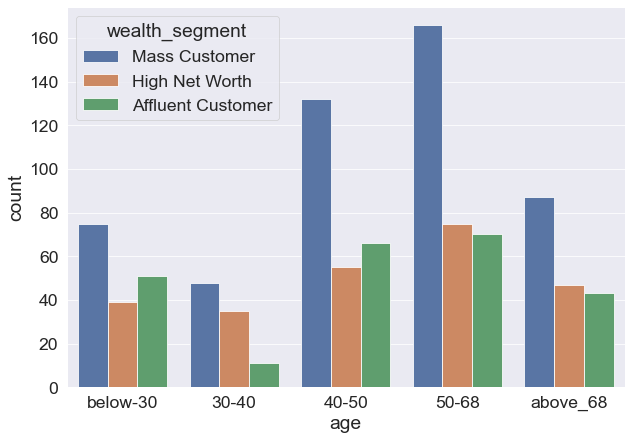 wealth_segment
Mass Customer
High Net Worth
Affluent Customer
160
140
120
100
80
60
40
20
0
count
below-30 30-40 40-50 50-68 above_68
age